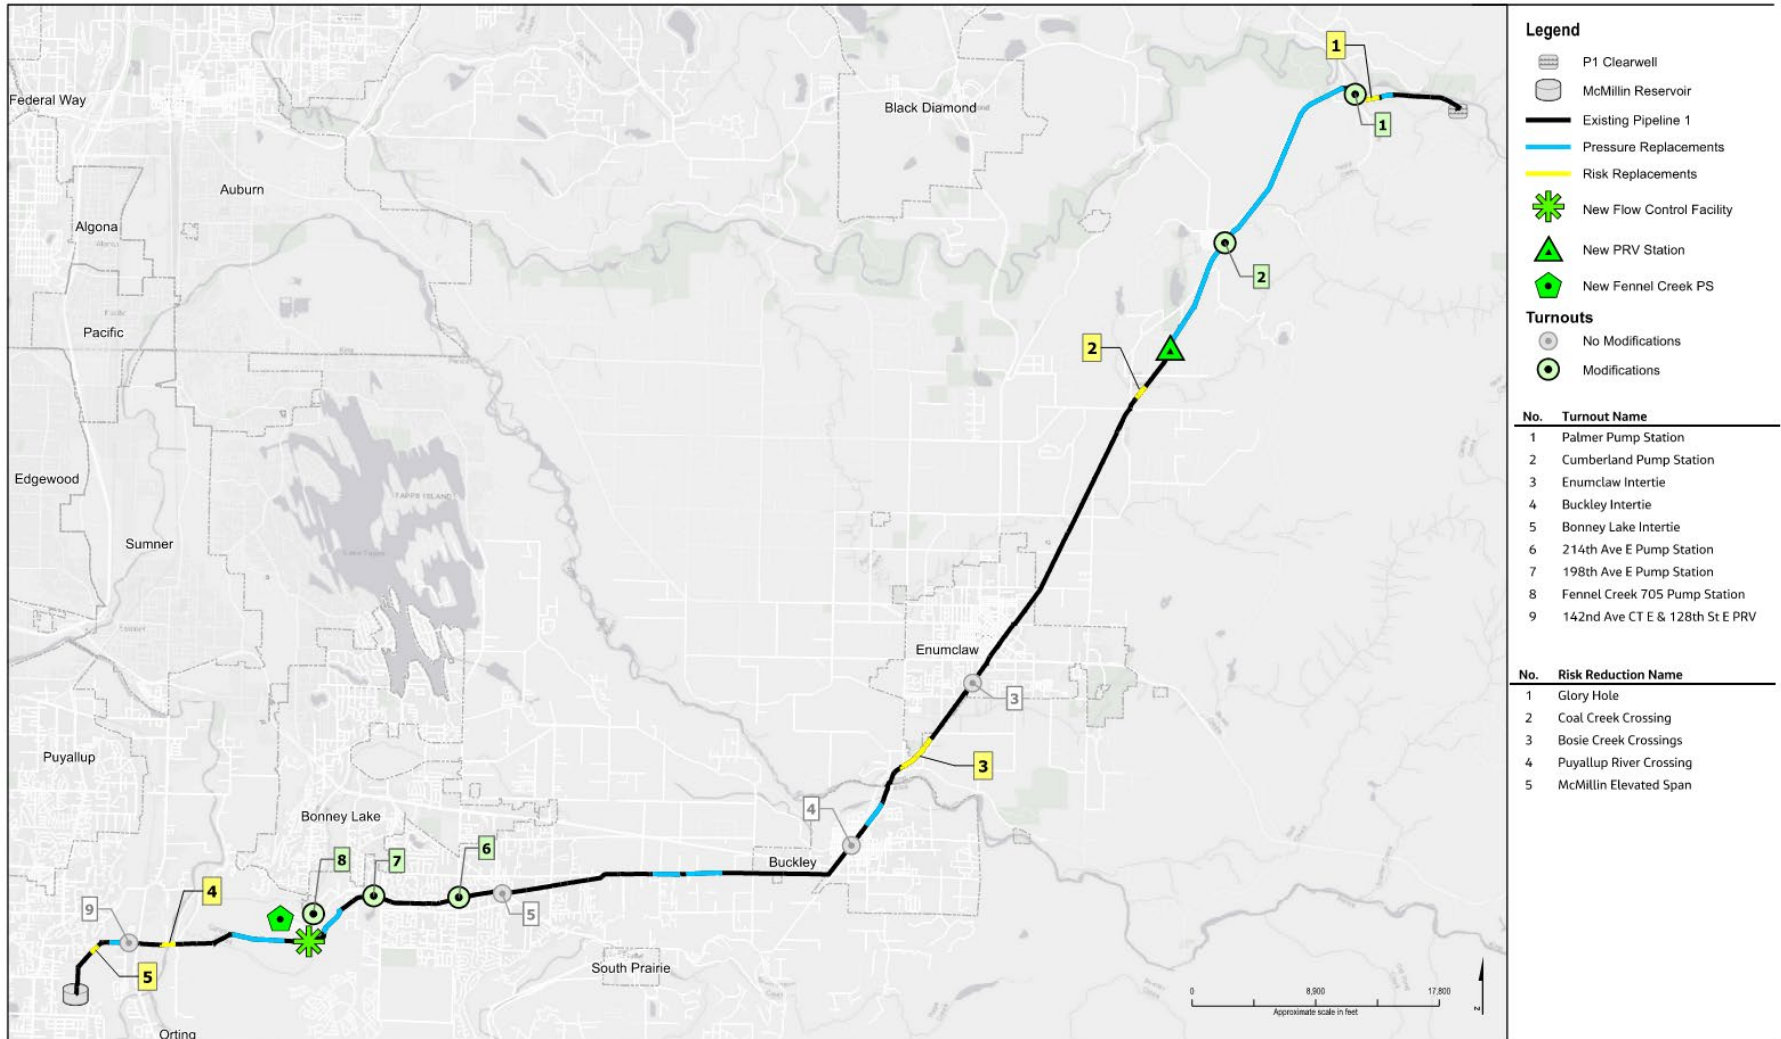 1
Federal Way
Black Diamond
1
Auburn
Algona
2
Pacific
2
Edgewood
Sumner
Enumclaw
3
Puyallup
3
4
Bonney Lake
6
8
7
Buckley
4
9
5
5
South Prairie
Orting
0 8,900 17,800
Approximate scale in feet
Legend
P1 Clearwell
McMillin Reservoir
Existing Pipeline 1
Pressure Replacements
Risk Replacements
New Flow Control Facility
New PRV Station
New Fennel Creek PS
Turnouts
No Modifications
Modifications
No. Turnout Name
1 Palmer Pump Station
2 Cumberland Pump Station
3 Enumclaw Intertie
4 Buckley Intertie
5 Bonney Lake Intertie
6 214th Ave E Pump Station
7 198th Ave E Pump Station
8 Fennel Creek 705 Pump Station
9 142nd Ave CT E & 128th St E PRV
No. Risk Reduction Name
1 Glory Hole
2 Coal Creek Crossing
3 Bosie Creek Crossings
4 Puyallup River Crossing
5 McMillin Elevated Span